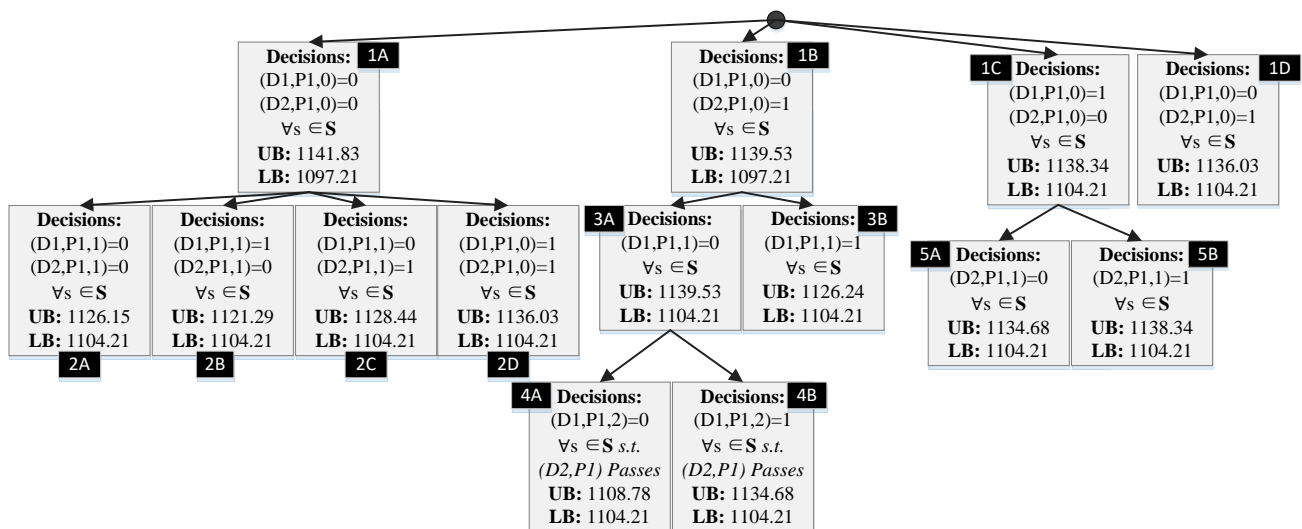 1A
Decisions:
(D1,P1,0)=0
(D2,P1,0)=0
∀s ∈ S
UB: 1141.83
LB: 1097.21
1B
Decisions:
(D1,P1,0)=0
(D2,P1,0)=1
∀s ∈ S
UB: 1139.53
LB: 1097.21
1C
Decisions:
(D1,P1,0)=1
(D2,P1,0)=0
∀s ∈ S
UB: 1138.34
LB: 1104.21
1D
Decisions:
(D1,P1,0)=0
(D2,P1,0)=1
∀s ∈ S
UB: 1136.03
LB: 1104.21
Decisions:
(D1,P1,1)=0
(D2,P1,1)=0
∀s ∈ S
UB: 1126.15
LB: 1104.21
2A
Decisions:
(D1,P1,1)=1
(D2,P1,1)=0
∀s ∈ S
UB: 1121.29
LB: 1104.21
2B
Decisions:
(D1,P1,1)=0
(D2,P1,1)=1
∀s ∈ S
UB: 1128.44
LB: 1104.21
2C
Decisions:
(D1,P1,0)=1
(D2,P1,0)=1
∀s ∈ S
UB: 1136.03
LB: 1104.21
2D
3A
Decisions:
(D1,P1,1)=0
∀s ∈ S
UB: 1139.53
LB: 1104.21
3B
Decisions:
(D1,P1,1)=1
∀s ∈ S
UB: 1126.24
LB: 1104.21
5A
Decisions:
(D2,P1,1)=0
∀s ∈ S
UB: 1134.68
LB: 1104.21
5B
Decisions:
(D2,P1,1)=1
∀s ∈ S
UB: 1138.34
LB: 1104.21
4A
Decisions:
(D1,P1,2)=0
∀s ∈ S s.t.
(D2,P1) Passes
UB: 1108.78
LB: 1104.21
4B
Decisions:
(D1,P1,2)=1
∀s ∈ S s.t.
(D2,P1) Passes
UB: 1134.68
LB: 1104.21